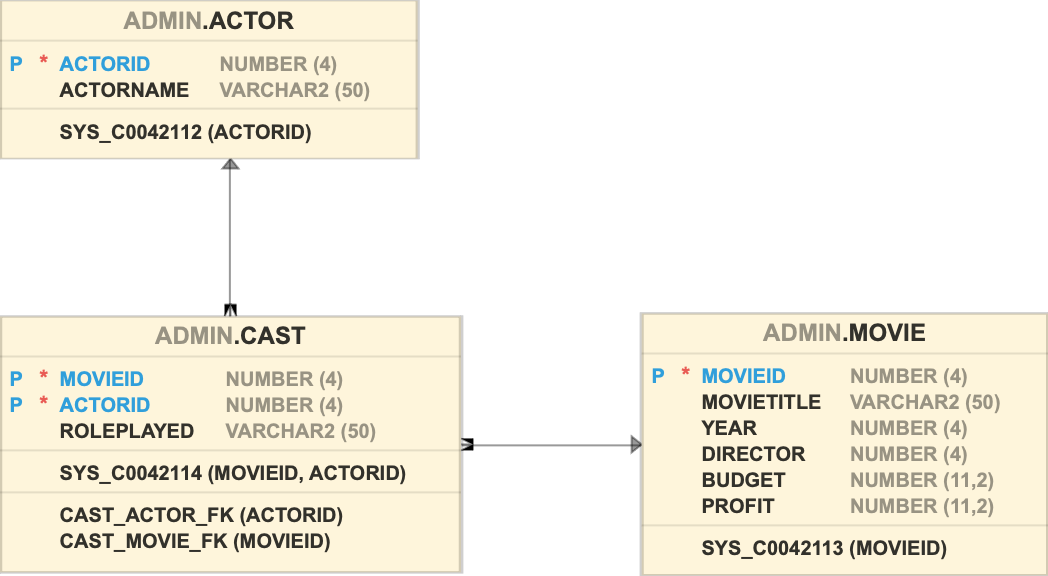 ADMIN.ACTOR
P * ACTORID NUMBER (4)
ACTORNAME VARCHAR2 (50)
SYS_C0042112 (ACTORID)
ADMIN.CAST
P * MOVIEID NUMBER (4)
P * ACTORID NUMBER (4)
ROLEPLAYED VARCHAR2 (50)
SYS_C0042114 (MOVIEID, ACTORID)
CAST_ACTOR_FK (ACTORID)
CAST_MOVIE_FK (MOVIEID)
ADMIN.MOVIE
P * MOVIEID NUMBER (4)
MOVIETITLE VARCHAR2 (50)
YEAR NUMBER (4)
DIRECTOR NUMBER (4)
BUDGET NUMBER (11,2)
PROFIT NUMBER (11,2)
SYS_C0042113 (MOVIEID)